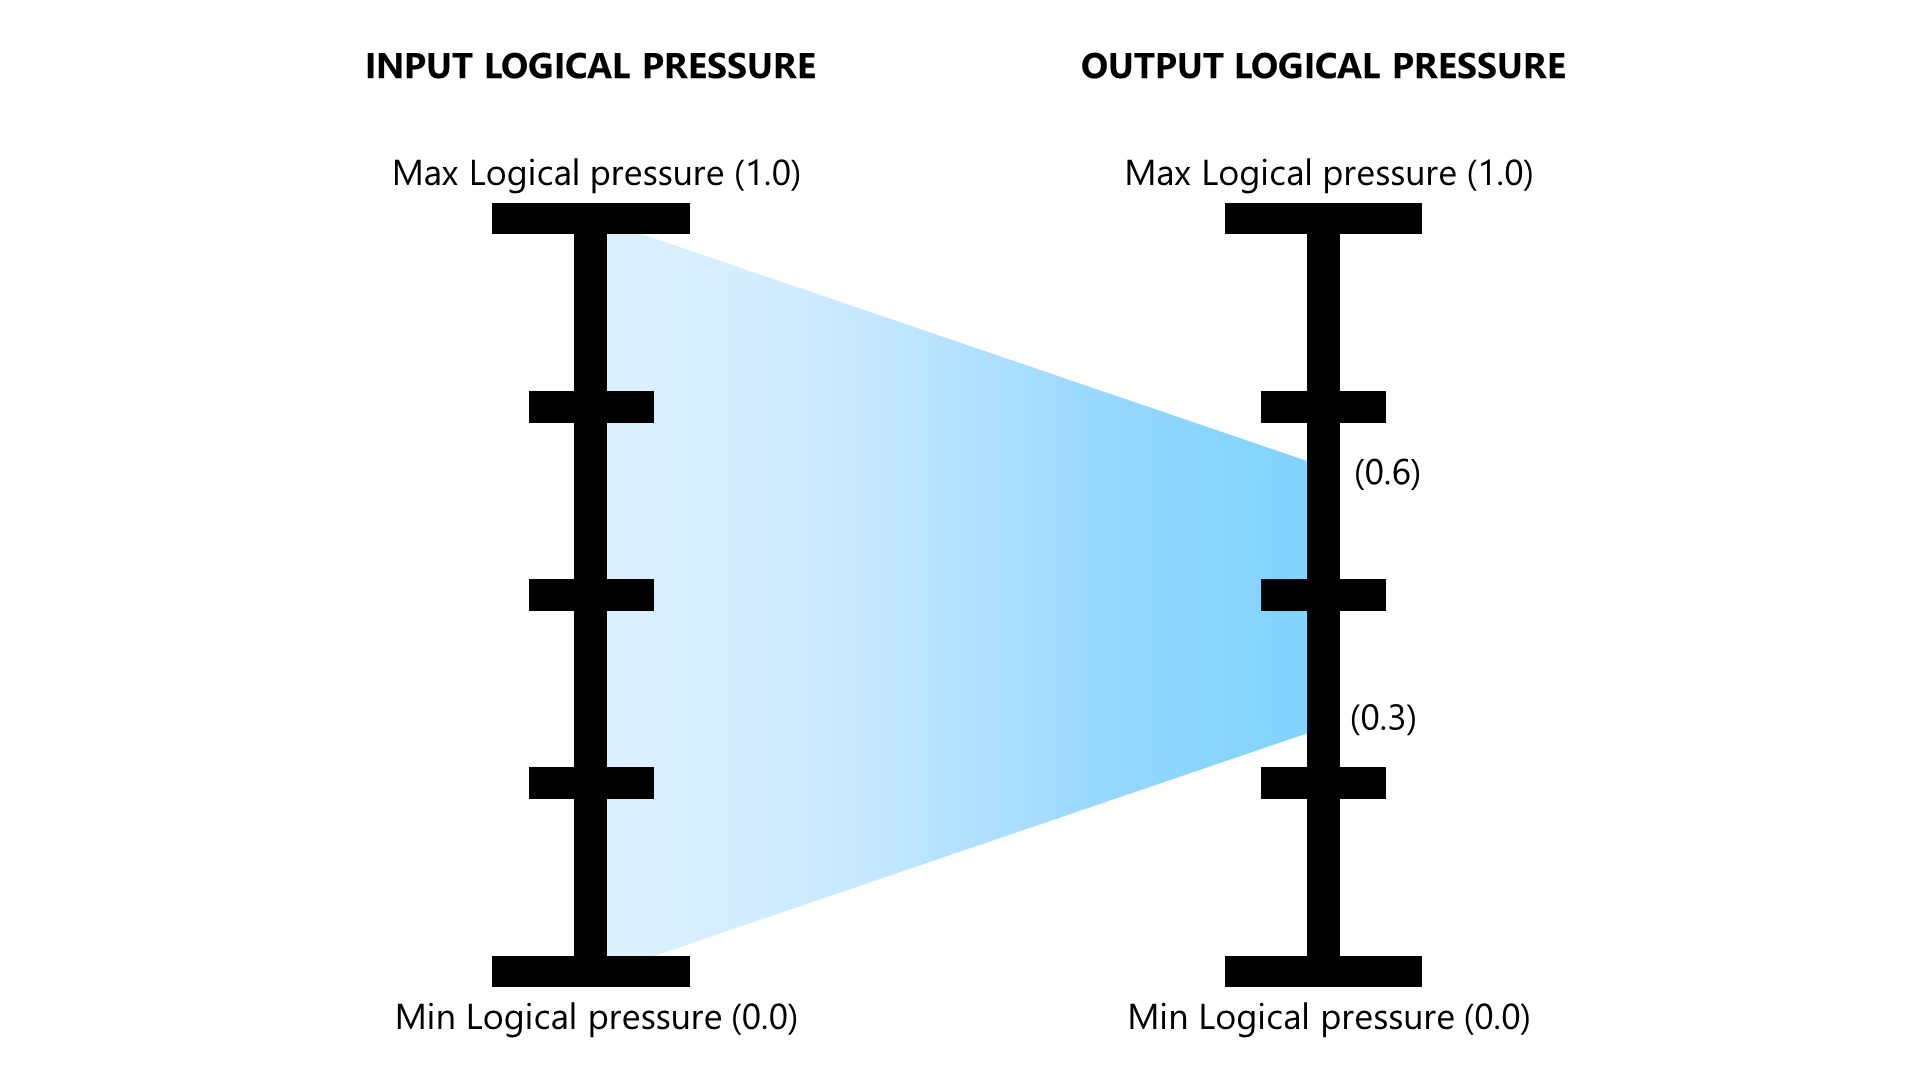 INPUT LOGICAL PRESSURE
OUTPUT LOGICAL PRESSURE
Max Logical pressure (1.0)
Max Logical pressure (1.0)
(0.6)
(0.3)
Min Logical pressure (0.0)
Min Logical pressure (0.0)